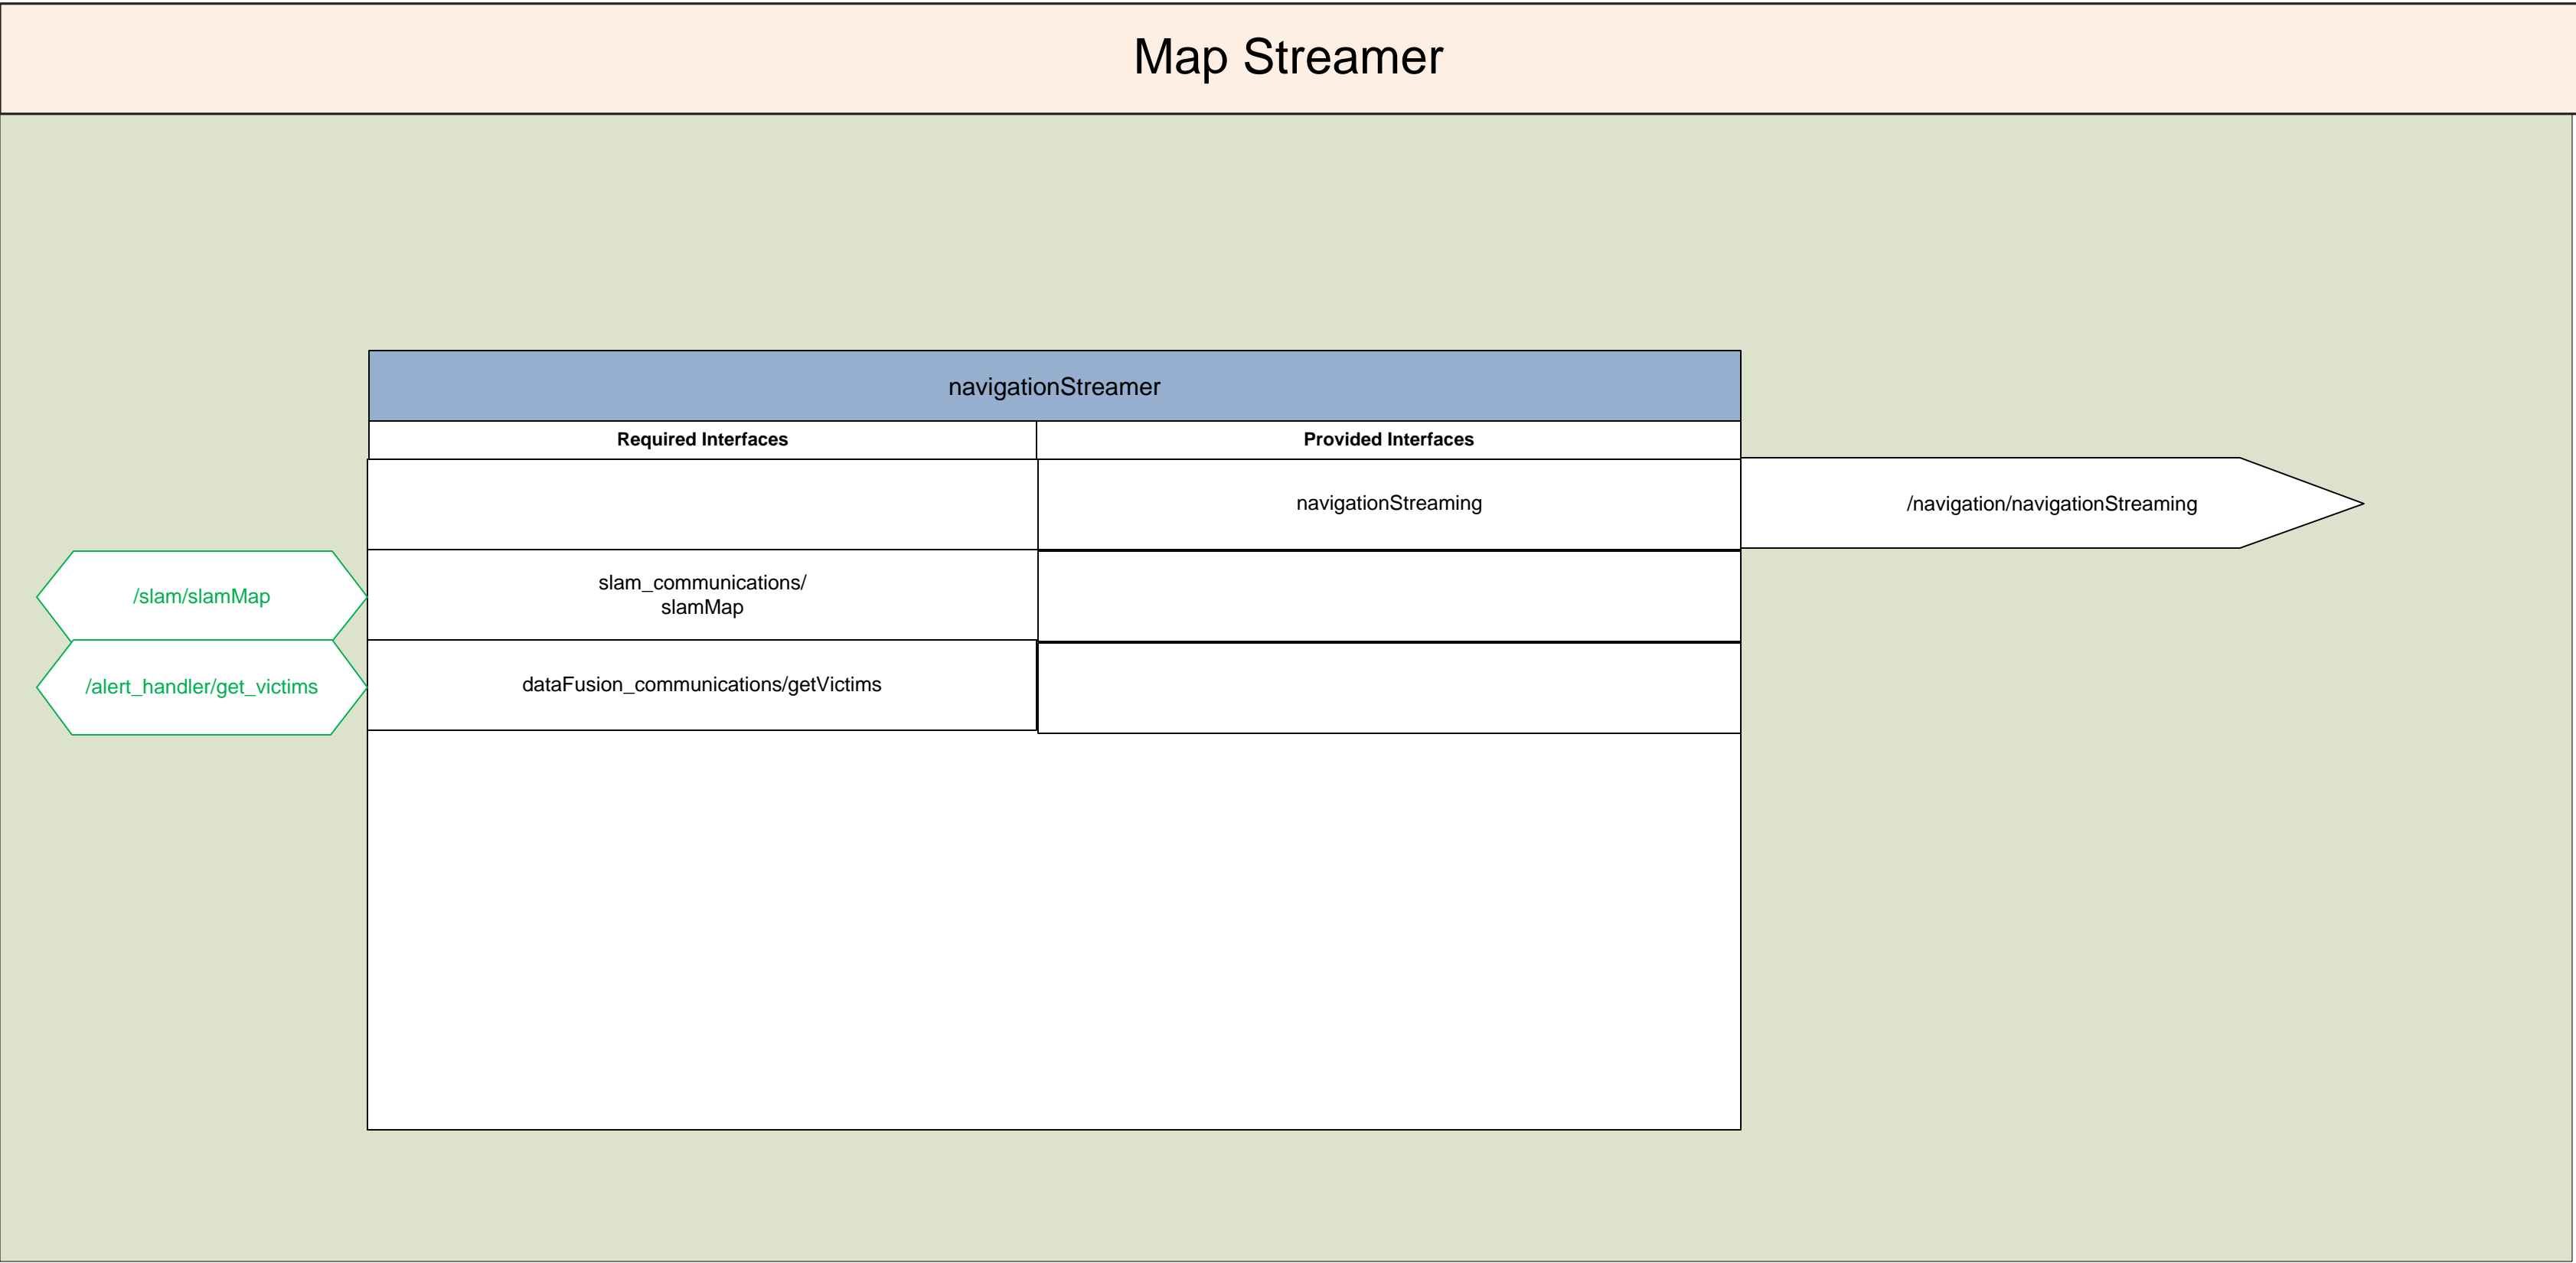 Map Streamer
navigationStreamer
Required Interfaces
Provided Interfaces
navigationStreaming
/navigation/navigationStreaming
/slam/slamMap
slam_communications/
slamMap
/alert_handler/get_victims
dataFusion_communications/getVictims